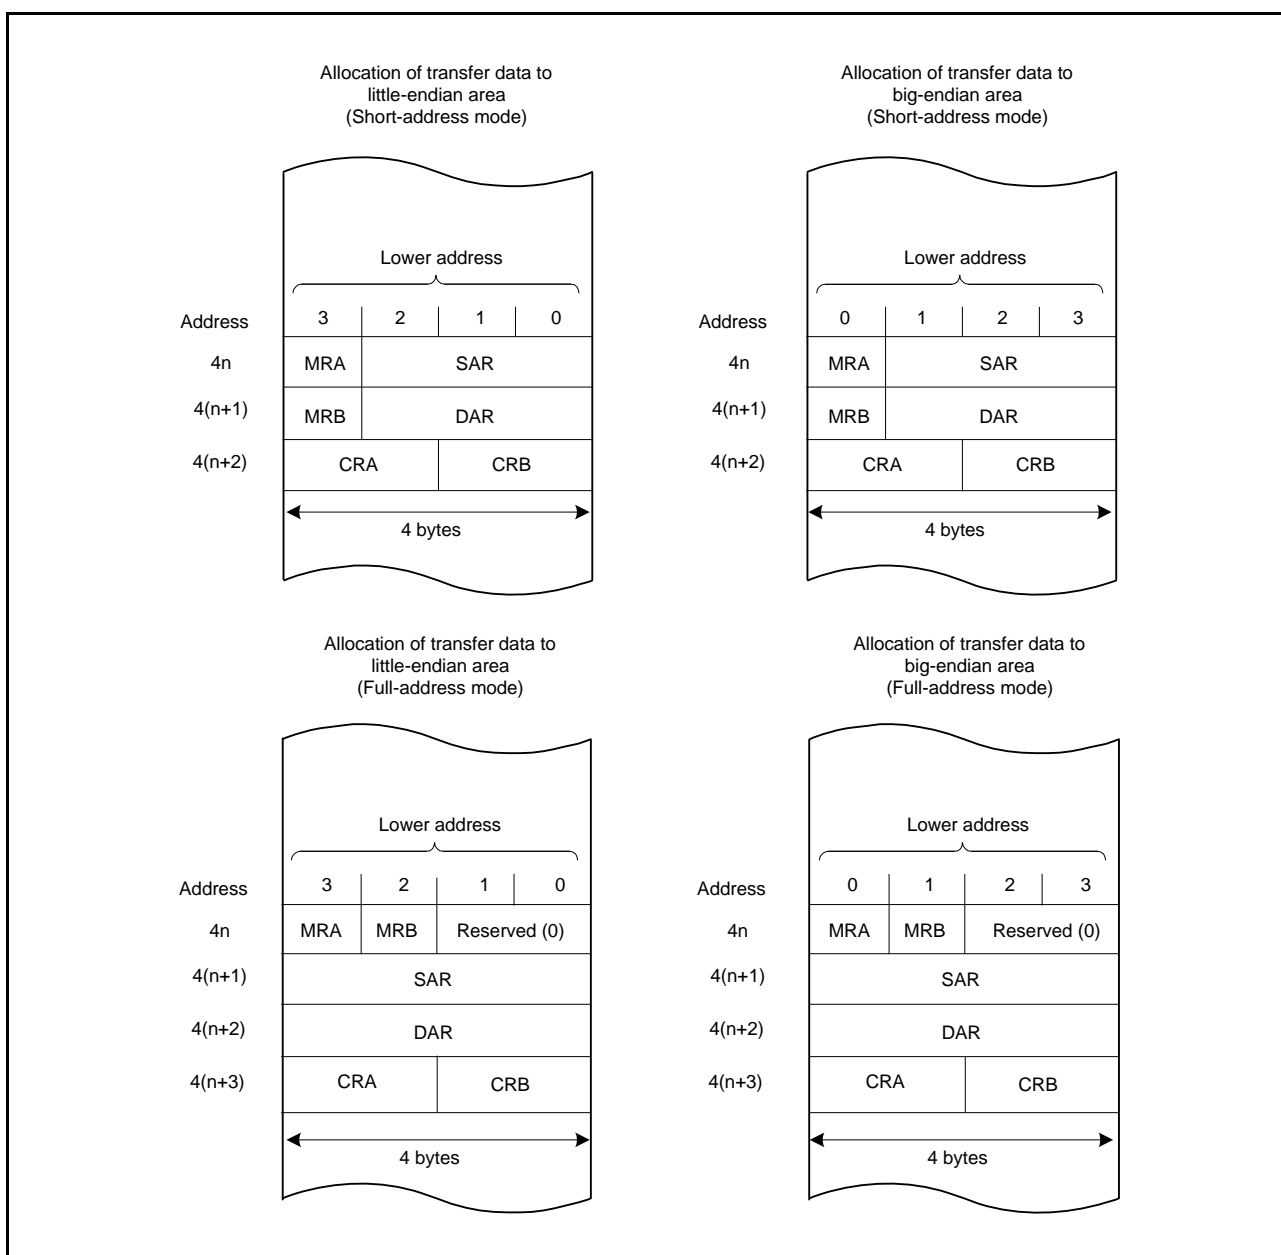 Allocation of transfer data to
little-endian area
(Short-address mode)
Lower address
Address 3 2 1 0
4n MRA SAR
4(n+1) MRB DAR
4(n+2) CRA CRB
4 bytes
Allocation of transfer data to
big-endian area
(Short-address mode)
Lower address
Address 0 1 2 3
4n MRA SAR
4(n+1) MRB DAR
4(n+2) CRA CRB
4 bytes
Allocation of transfer data to
little-endian area
(Full-address mode)
Lower address
Address 3 2 1 0
4n MRA MRB Reserved (0)
4(n+1) SAR
4(n+2) DAR
4(n+3) CRA CRB
4 bytes
Allocation of transfer data to
big-endian area
(Full-address mode)
Lower address
Address 0 1 2 3
4n MRA MRB Reserved (0)
4(n+1) SAR
4(n+2) DAR
4(n+3) CRA CRB
4 bytes